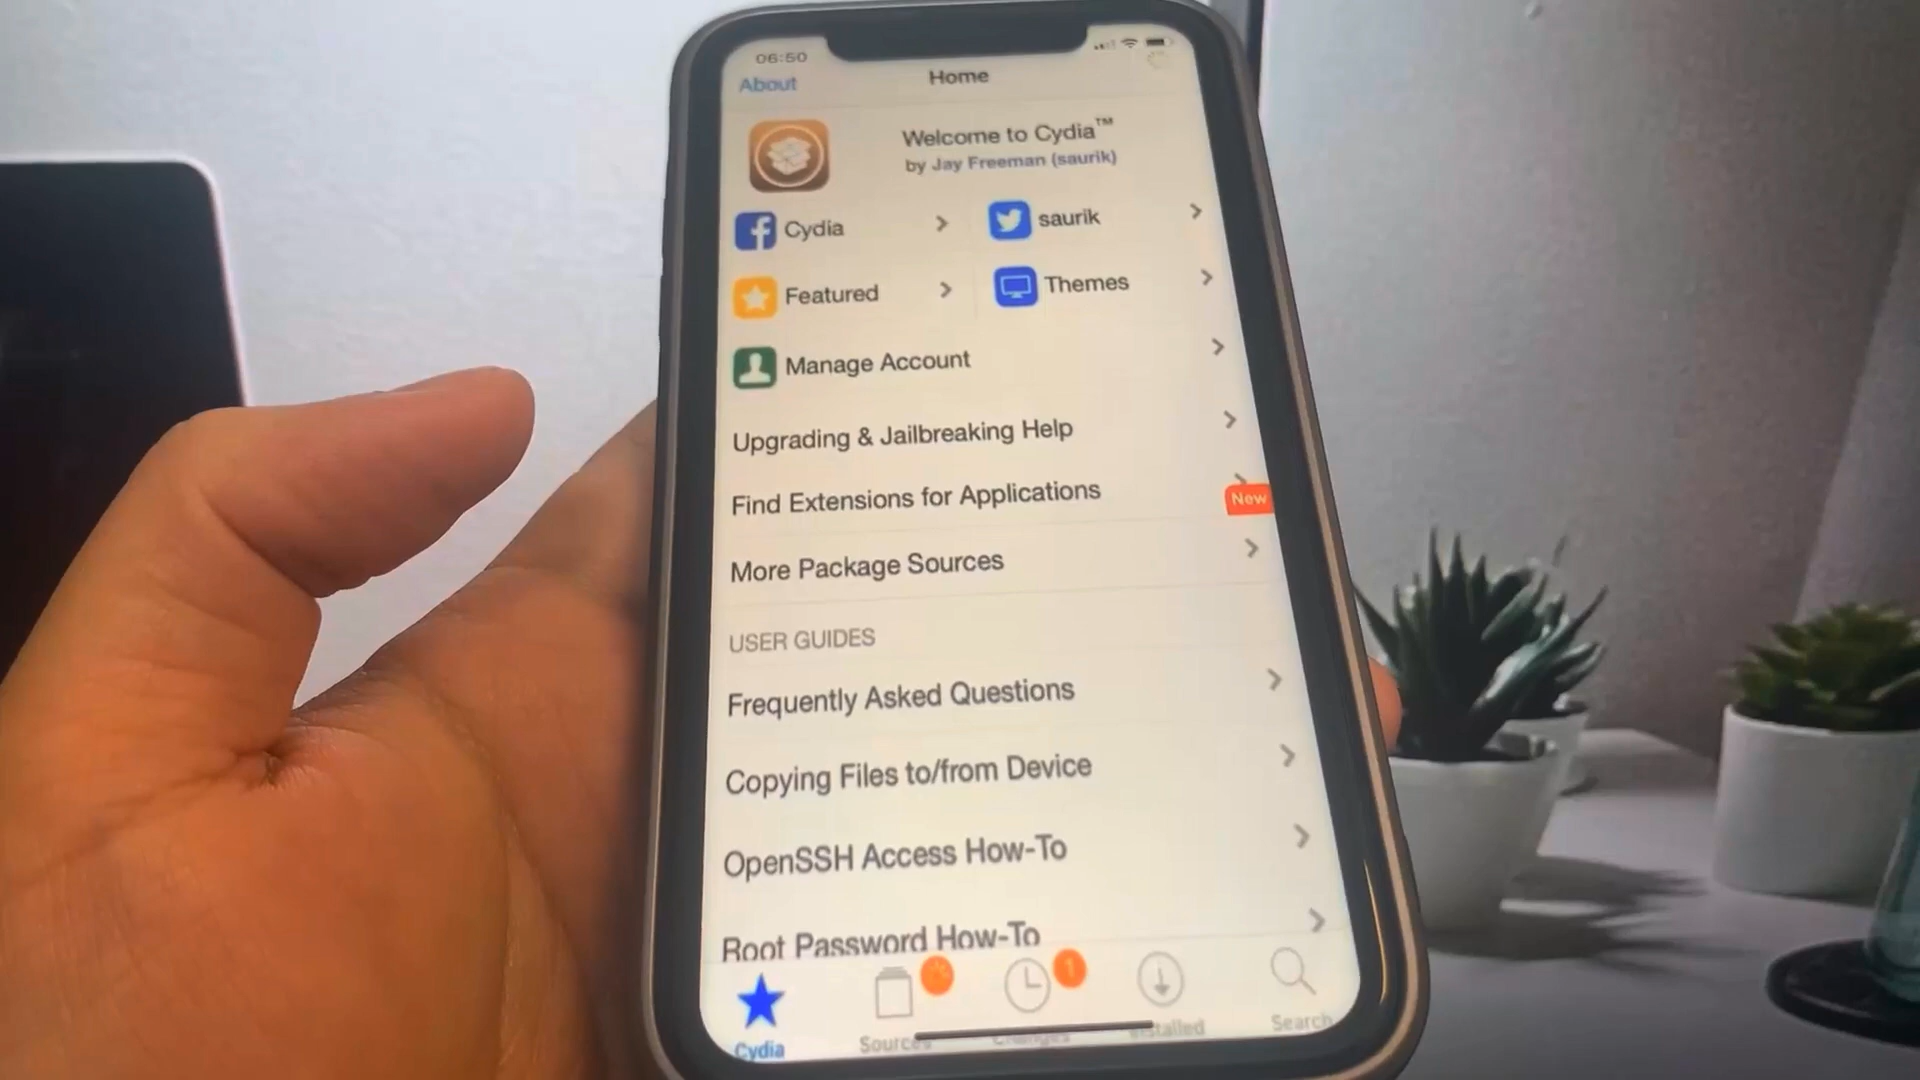 06:50
About
Home
Welcome to Cydia™
by Jay Freeman (saurik)
Cydia
saurik
Featured
Themes
Manage Account
Upgrading & Jailbreaking Help
Find Extensions for Applications
New
More Package Sources
USER GUIDES
Frequently Asked Questions
Copying Files to/from Device
OpenSSH Access How-To
Root Password How-To
1
Cydia
Sources
Changes
Installed
Search